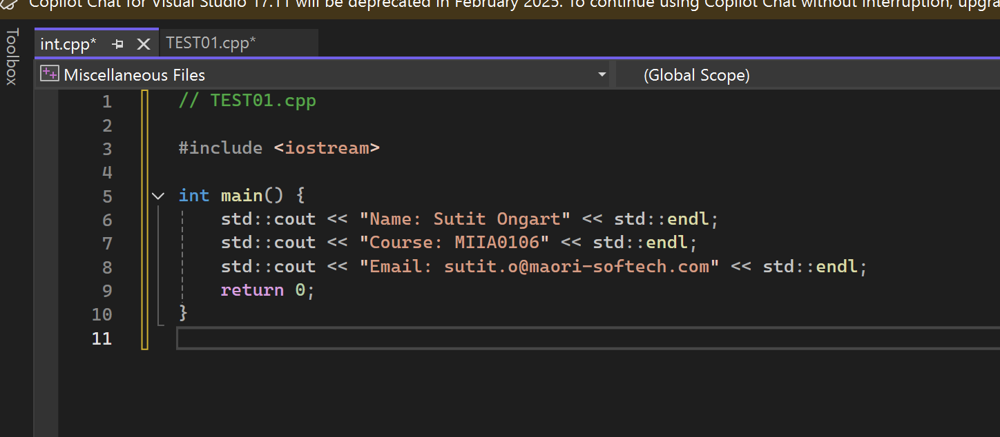 Copilot Chat for Visual Studio 17.11 will be deprecated in February 2025. To continue using Copilot Chat without interruption,
Toolbox
int.cpp* TEST01.cpp*
Miscellaneous Files (Global Scope)
1 // TEST01.cpp
2
3 #include <iostream>
4
5 int main() {
6 std::cout << "Name: Sutit Ongart" << std::endl;
7 std::cout << "Course: MIIA0106" << std::endl;
8 std::cout << "Email: sutit.o@maori-softech.com" << std::endl;
9 return 0;
10 }
11